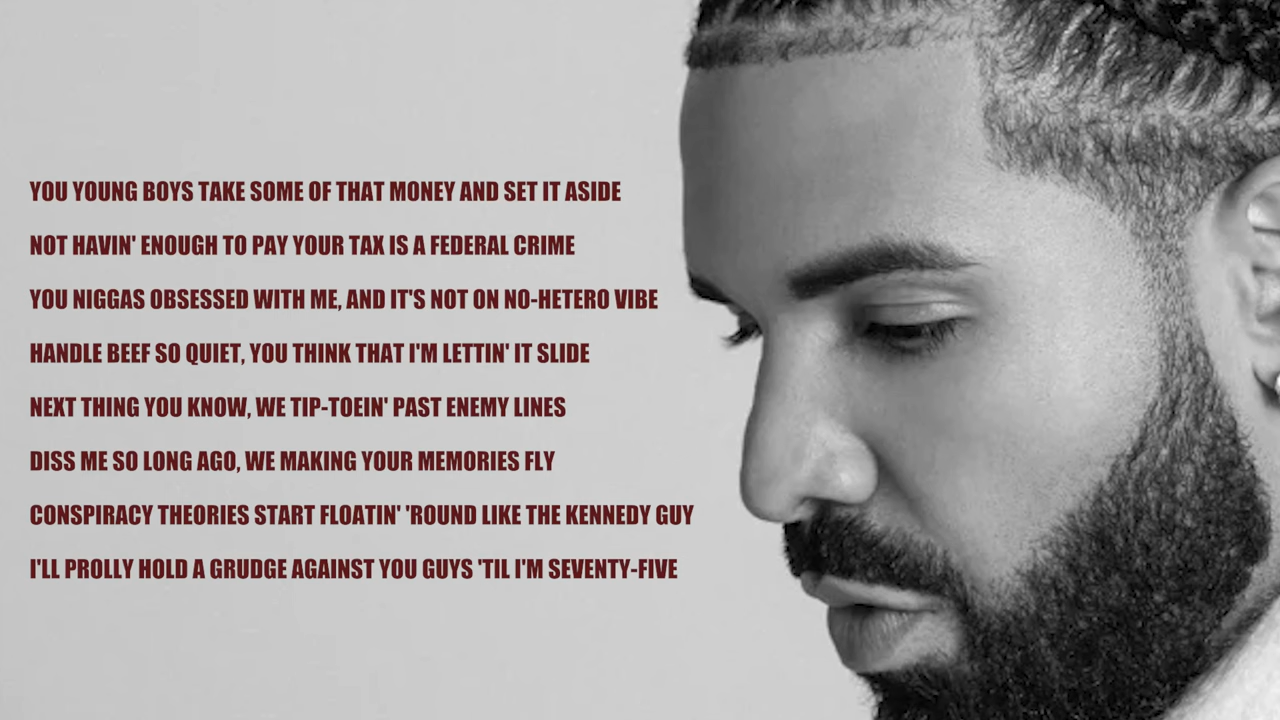 YOU YOUNG BOYS TAKE SOME OF THAT MONEY AND SET IT ASIDE
NOT HAVIN' ENOUGH TO PAY YOUR TAX IS A FEDERAL CRIME
YOU NIGGAS OBSESSED WITH ME, AND IT'S NOT ON NO-HETERO VIBE
HANDLE BEEF SO QUIET, YOU THINK THAT I'M LETTIN' IT SLIDE
NEXT THING YOU KNOW, WE TIP-TOEIN' PAST ENEMY LINES
DISS ME SO LONG AGO, WE MAKING YOUR MEMORIES FLY
CONSPIRACY THEORIES START FLOATIN' 'ROUND LIKE THE KENNEDY GUY
I'LL PROLLY HOLD A GRUDGE AGAINST YOU GUYS 'TIL I'M SEVENTY-FIVE